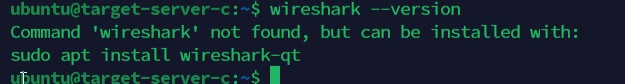 ubuntu@target-server-c:~$ wireshark --version
Command 'wireshark' not found, but can be installed with:
sudo apt install wireshark-qt
ubuntu@target-server-c:~$